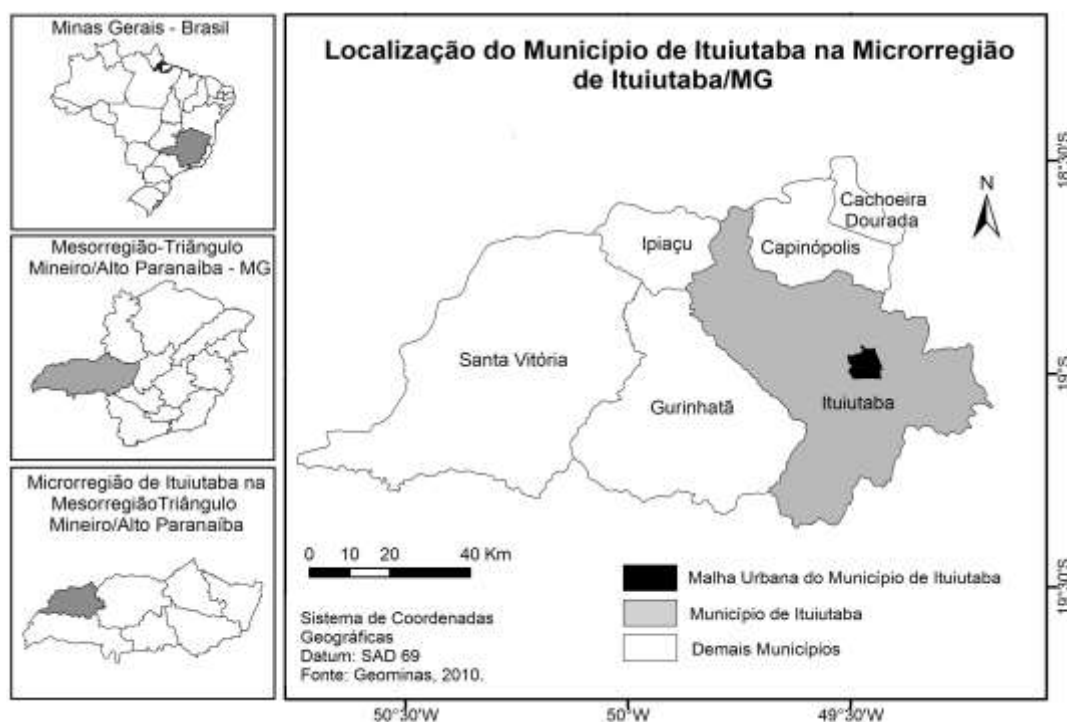 Minas Gerais - Brasil
Mesorregião-Triângulo
Mineiro/Alto Paranaíba - MG
Microrregião de Ituiutaba na
MesorregiãoTriângulo
Mineiro/Alto Paranaíba
Localização do Município de Ituiutaba na Microrregião
de Ituiutaba/MG
N
Cachoeira
Dourada
Ipiaçu
Capinópolis
Santa Vitória
Gurinhatã
Ituiutaba
0 10 20 40 Km
Sistema de Coordenadas
Geográficas
Datum: SAD 69
Fonte: Geominas, 2010.
Malha Urbana do Município de Ituiutaba
Município de Ituiutaba
Demais Municípios
18°30'S
19°S
19°30'S
50°30'W
50°W
49°30'W